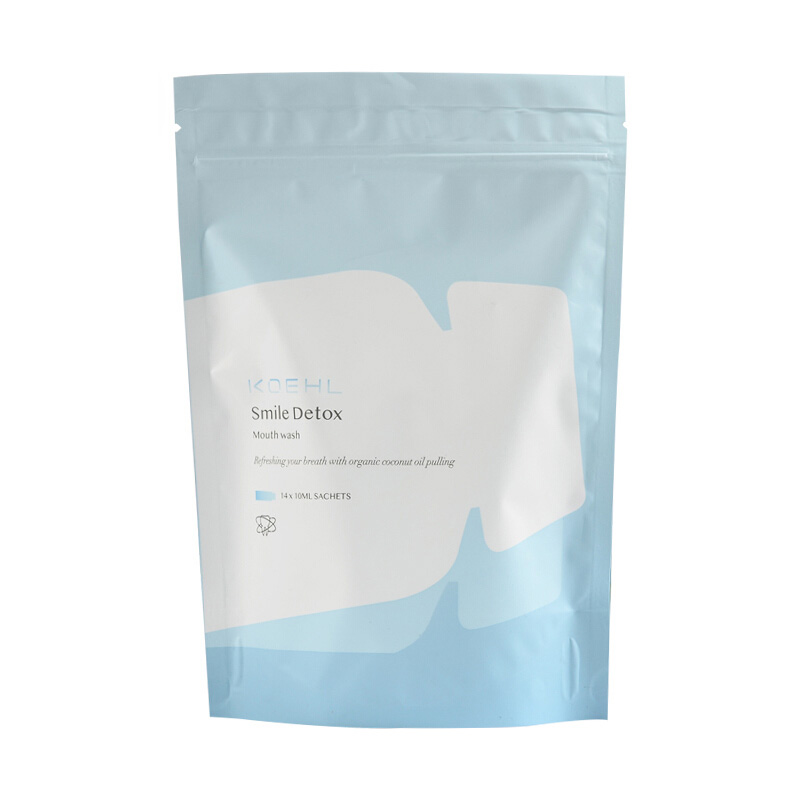 KOEHL
Smile Detox
Mouth wash
Refreshing your breath with organic coconut oil pulling
14 x 10ML SACHETS